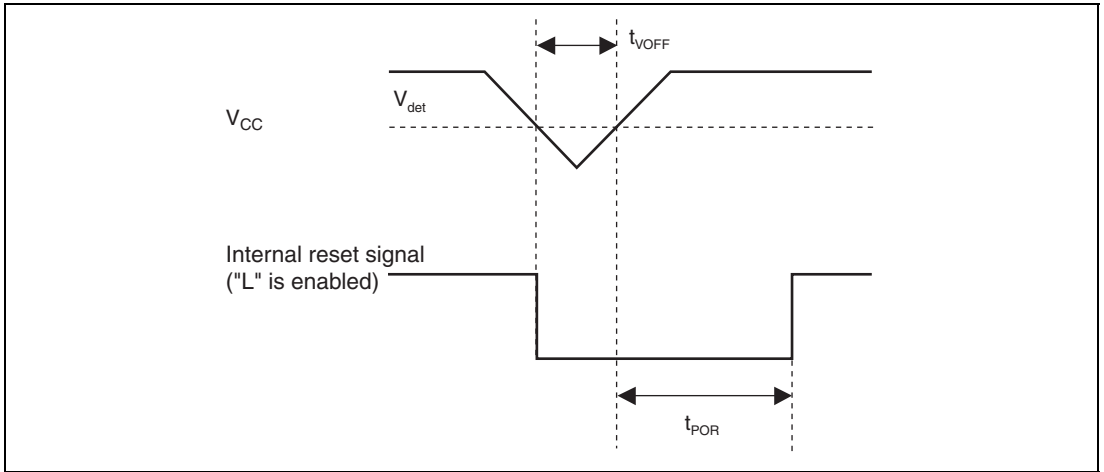 tVOFF
Vdet
VCC
Internal reset signal
("L" is enabled)
tPOR